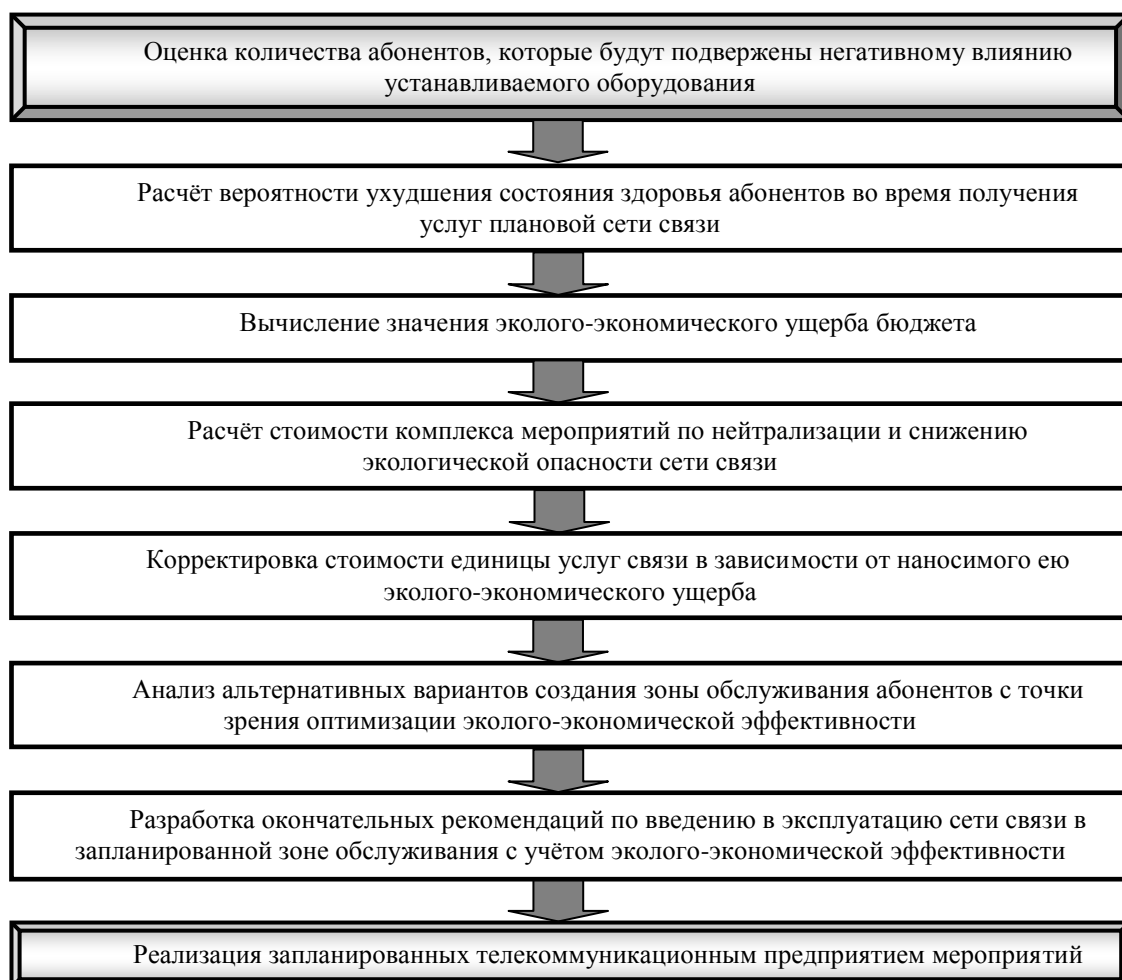 Оценка количества абонентов, которые будут подвержены негативному влиянию
устанавливаемого оборудования
Расчёт вероятности ухудшения состояния здоровья абонентов во время получения
услуг плановой сети связи
Вычисление значения эколого-экономического ущерба бюджета
Расчёт стоимости комплекса мероприятий по нейтрализации и снижению
экологической опасности сети связи
Корректировка стоимости единицы услуг связи в зависимости от наносимого ею
эколого-экономического ущерба
Анализ альтернативных вариантов создания зоны обслуживания абонентов с точки
зрения оптимизации эколого-экономической эффективности
Разработка окончательных рекомендаций по введению в эксплуатацию сети связи в
запланированной зоне обслуживания с учётом эколого-экономической эффективности
Реализация запланированных телекоммуникационным предприятием мероприятий